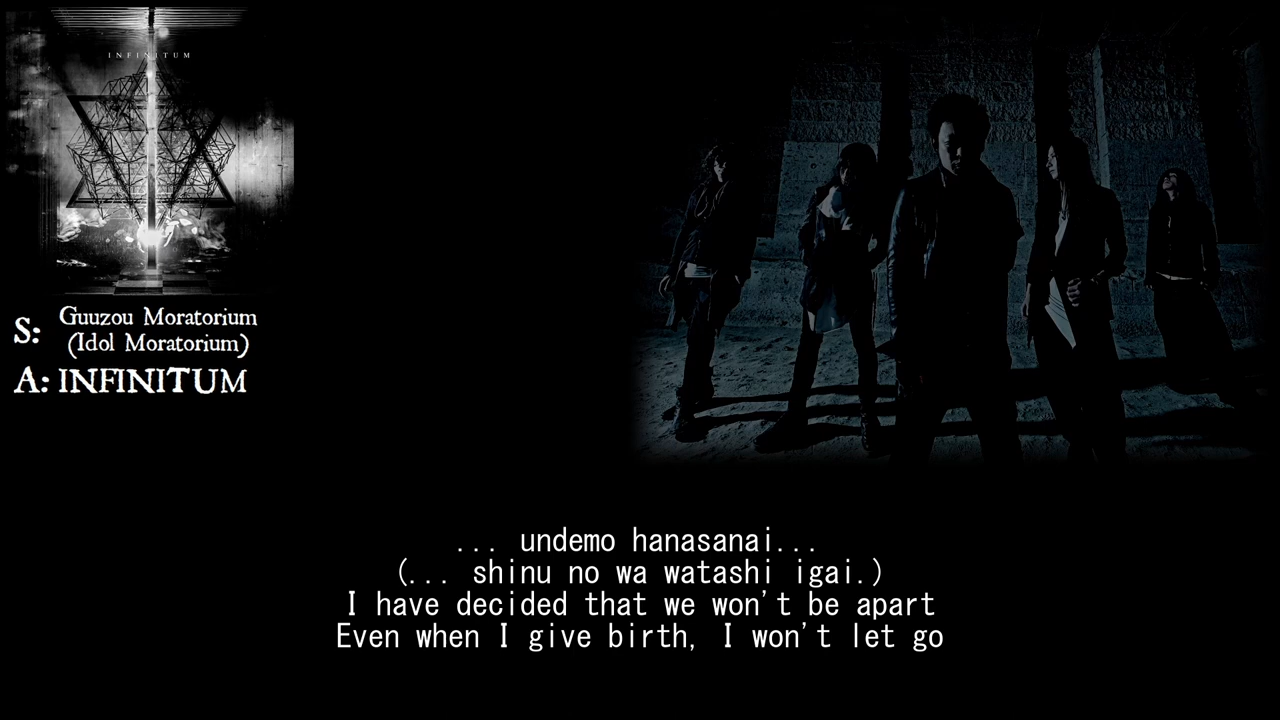 INFINITUM
S: Guuzou Moratorium
(Idol Moratorium)
A: INFINITUM
... undemo hanasanai...
(... shinu no wa watashi igai.)
I have decided that we won't be apart
Even when I give birth, I won't let go